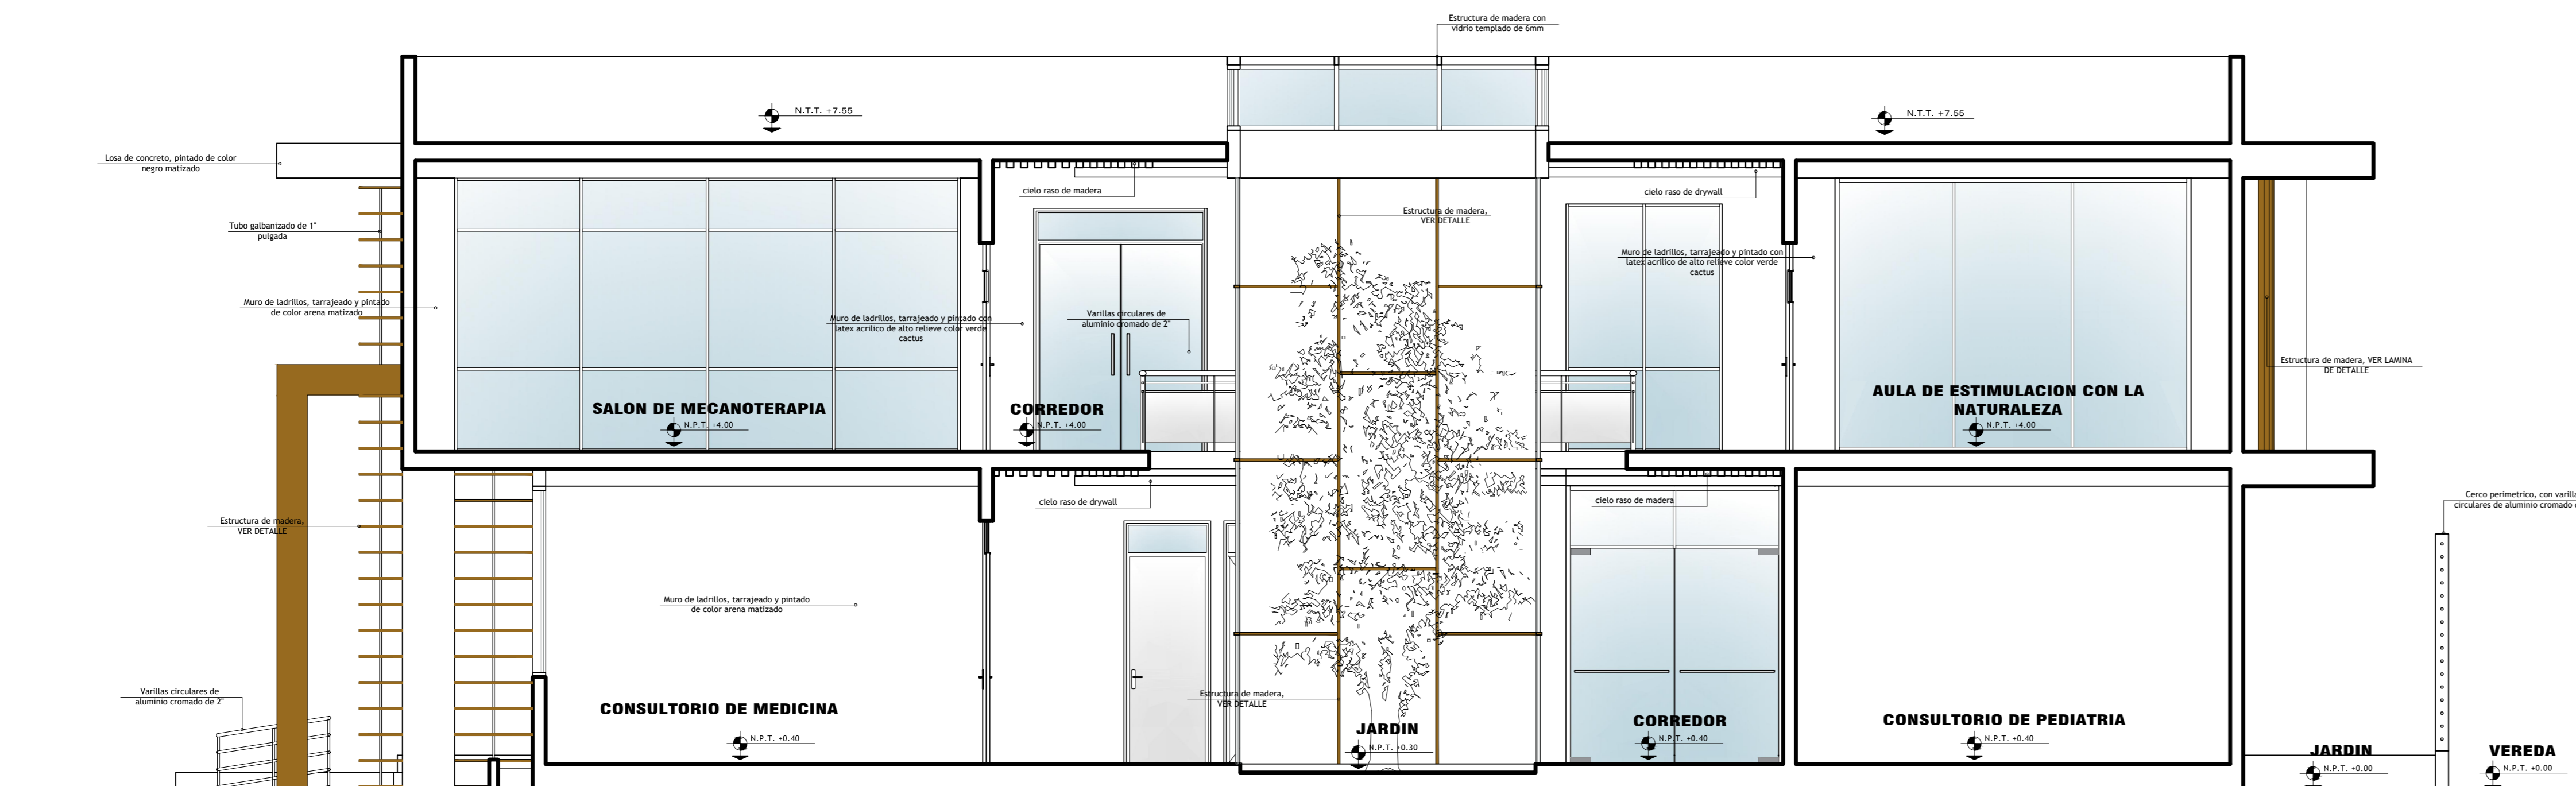 Estructura de madera con
vidrio templado de 6mm
N.T.T. +7.55
N.T.T. +7.55
Losa de concreto, pintado de color
negro matizado
cielo raso de madera
cielo raso de drywall
Tubo galbanizado de 1"
pulgada
Estructura de madera,
VER DETALLE
Muro de ladrillos, tarrajeado y pintado con
latex acrilico de alto relieve color verde
cactus
Muro de ladrillos, tarrajeado y pintado
de color arena matizado
Muro de ladrillos, tarrajeado y pintado con
latex acrilico de alto relieve color verde
cactus
Varillas circulares de
aluminio cromado de 2"
Estructura de madera, VER LAMINA
DE DETALLE
SALON DE MECANOTERAPIA
N.P.T. +4.00
CORREDOR
N.P.T. +4.00
AULA DE ESTIMULACION CON LA
NATURALEZA
N.P.T. +4.00
cielo raso de drywall
cielo raso de madera
Cerco perimetrico, con varilla
circulares de aluminio cromado
Estructura de madera,
VER DETALLE
Muro de ladrillos, tarrajeado y pintado
de color arena matizado
Varillas circulares de
aluminio cromado de 2"
Estructura de madera,
VER DETALLE
CONSULTORIO DE MEDICINA
N.P.T. +0.40
JARDIN
N.P.T. +0.30
CORREDOR
N.P.T. +0.40
CONSULTORIO DE PEDIATRIA
N.P.T. +0.40
JARDIN
N.P.T. +0.00
VEREDA
N.P.T. +0.00